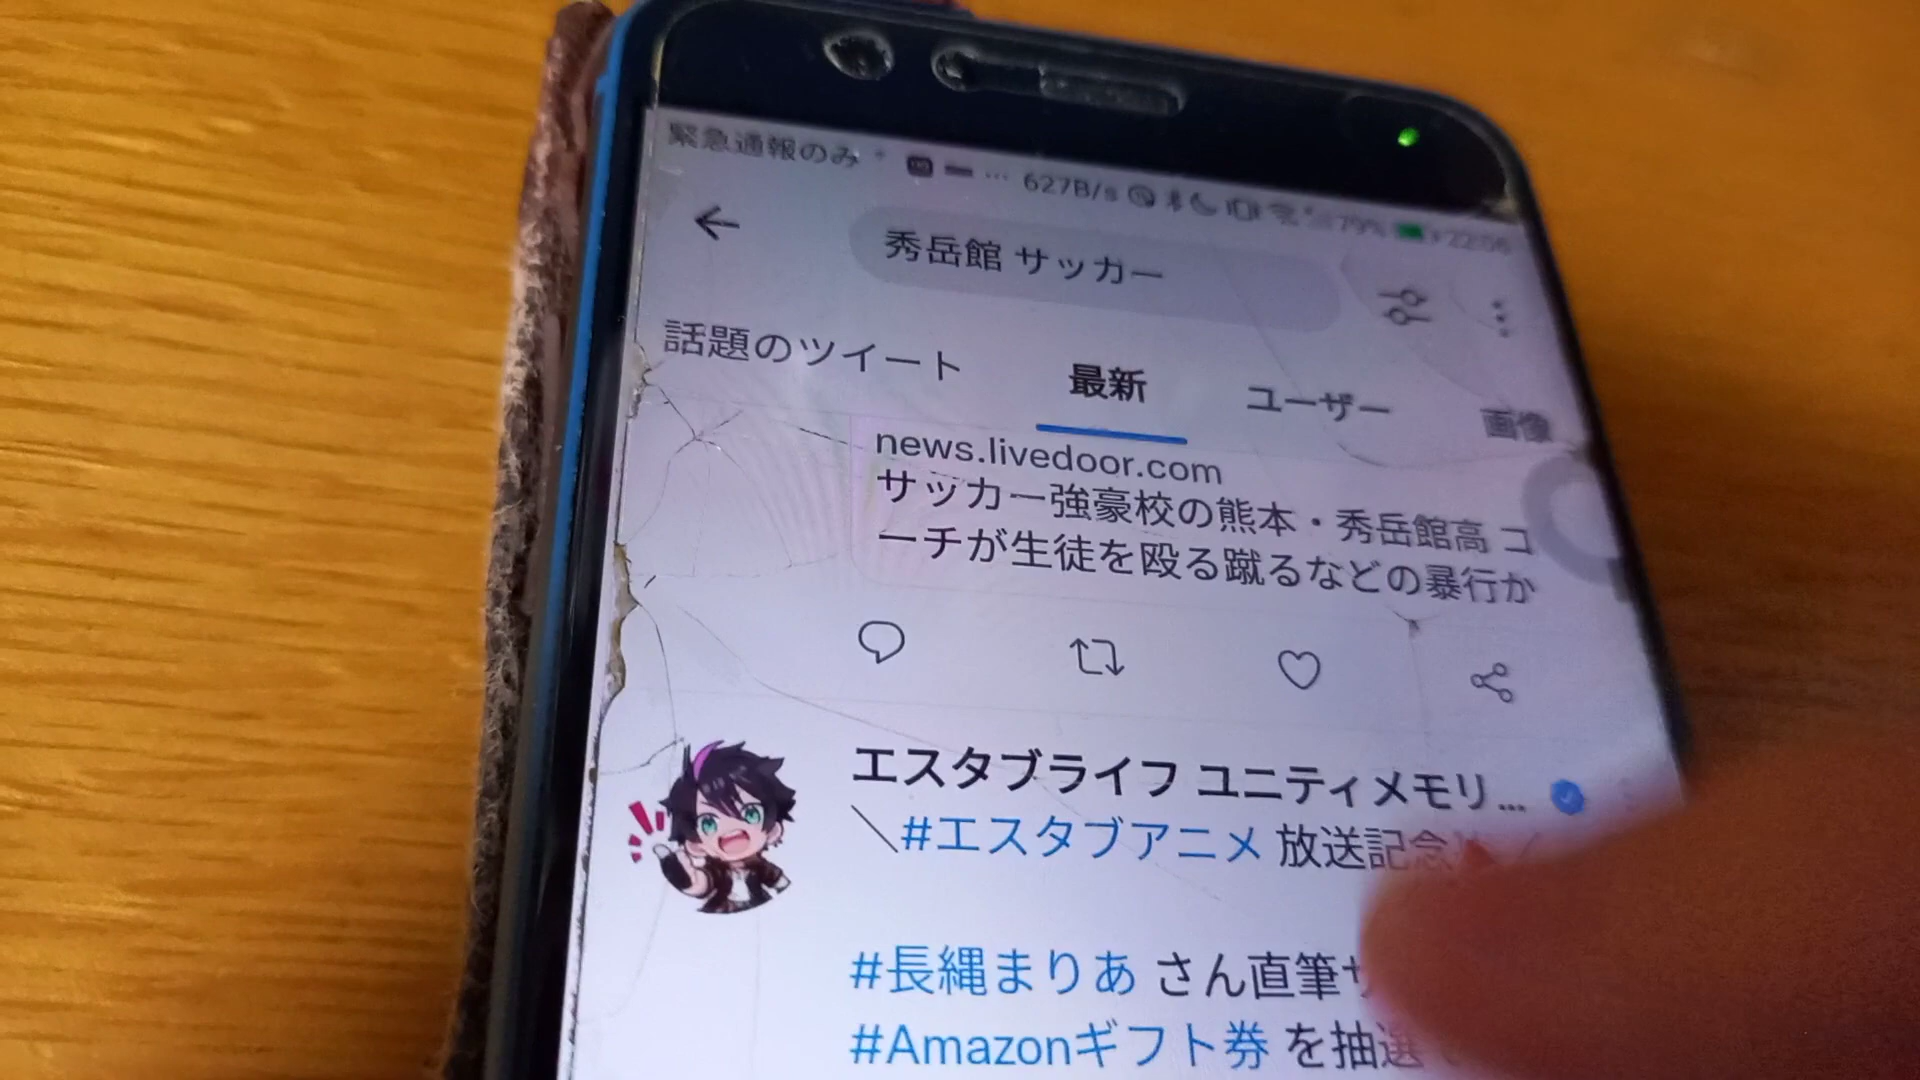 緊急通報のみ
627B/s 79% 22:06
秀岳館 サッカー
話題のツイート 最新 ユーザー 画像
news.livedoor.com
サッカー強豪校の熊本・秀岳館高 コ
ーチが生徒を殴る蹴るなどの暴行か
エスタブライフ ユニティメモリ...
＼#エスタブアニメ 放送記念
#長縄まりあ さん直筆サ
#Amazonギフト券 を抽選